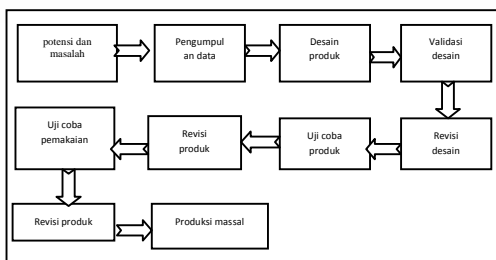 potensi dan
masalah
Pengumpul
an data
Desain
produk
Validasi
desain
Revisi
desain
Uji coba
produk
Revisi
produk
Uji coba
pemakaian
Revisi produk
Produksi massal